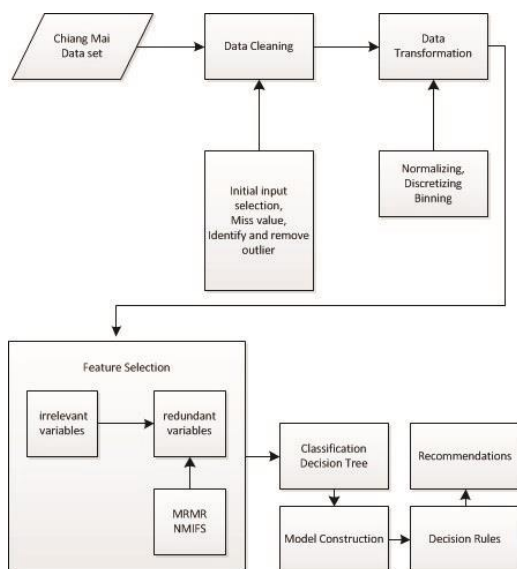 Chiang Mai
Data set
Data Cleaning
Data
Transformation
Initial input
selection,
Miss value,
Identify and remove
outlier
Normalizing,
Discretizing
Binning
Feature Selection
irrelevant
variables
redundant
variables
MRMR
NMIFS
Classification
Decision Tree
Recommendations
Model Construction
Decision Rules